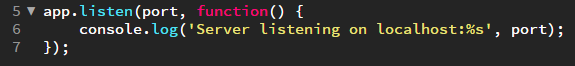 5 ▼ app.listen(port, function() {
6 console.log('Server listening on localhost:%s', port);
7 });